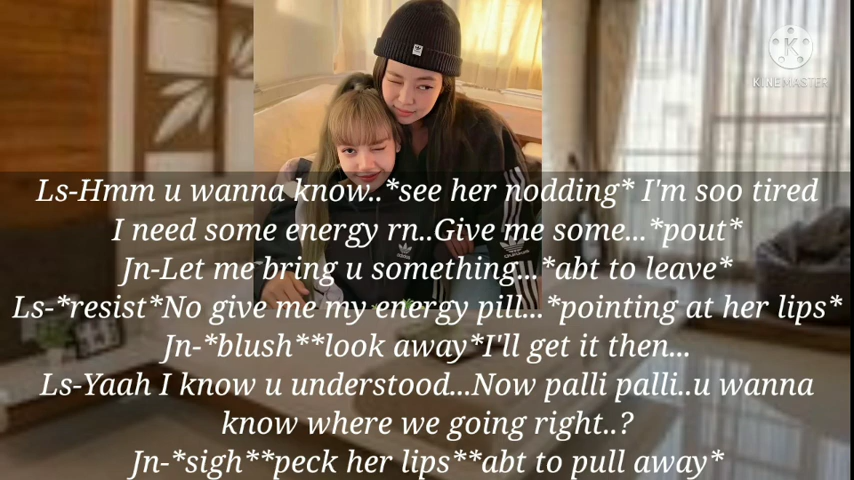 KINEMASTER
Ls-Hmm u wanna know..*see her nodding* I'm soo tired
I need some energy rn..Give me some...*pout*
Jn-Let me bring u something...*abt to leave*
Ls-*resist*No give me my energy pill...*pointing at her lips*
Jn-*blush**look away*I'll get it then...
Ls-Yaah I know u understood...Now palli palli..u wanna
know where we going right..?
Jn-*sigh**peck her lips**abt to pull away*